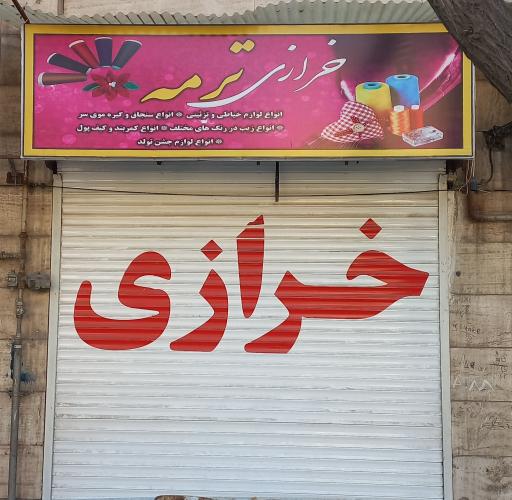 خرازی ترمه
انواع لوازم خیاطی و تزئینی * انواع سنجاق و گیره موی سر
* انواع زیپ در رنگ های مختلف * انواع کمربند و کیف پول
* انواع لوازم جشن تولد
خرازی